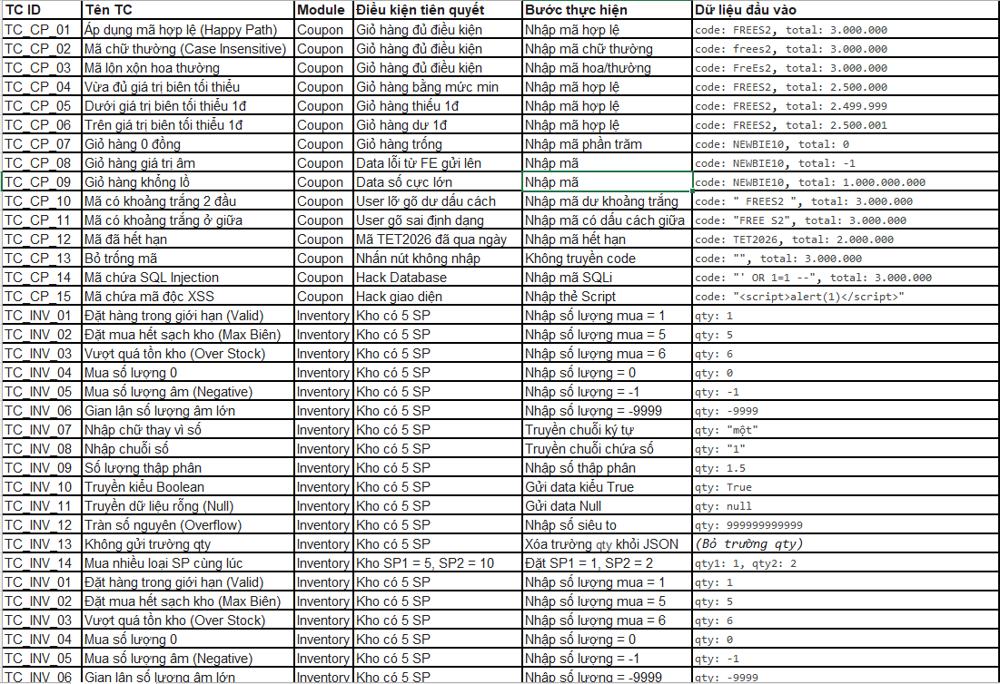 TC ID Tên TC Module Điều kiện tiên quyết Bước thực hiện Dữ liệu đầu vào
TC_CP_01 Áp dụng mã hợp lệ (Happy Path) Coupon Giỏ hàng đủ điều kiện Nhập mã hợp lệ code: FREES2, total: 3.000.000
TC_CP_02 Mã chữ thường (Case Insensitive) Coupon Giỏ hàng đủ điều kiện Nhập mã chữ thường code: frees2, total: 3.000.000
TC_CP_03 Mã lộn xộn hoa thường Coupon Giỏ hàng đủ điều kiện Nhập mã hoa/thường code: FreEs2, total: 3.000.000
TC_CP_04 Vừa đủ giá trị biên tối thiểu Coupon Giỏ hàng bằng mức min Nhập mã hợp lệ code: FREES2, total: 2.500.000
TC_CP_05 Dưới giá trị biên tối thiểu 1đ Coupon Giỏ hàng thiếu 1đ Nhập mã hợp lệ code: FREES2, total: 2.499.999
TC_CP_06 Trên giá trị biên tối thiểu 1đ Coupon Giỏ hàng dư 1đ Nhập mã hợp lệ code: FREES2, total: 2.500.001
TC_CP_07 Giỏ hàng 0 đồng Coupon Giỏ hàng trống Nhập mã phần trăm code: NEWBIE10, total: 0
TC_CP_08 Giỏ hàng giá trị âm Coupon Data lỗi từ FE gửi lên Nhập mã code: NEWBIE10, total: -1
TC_CP_09 Giỏ hàng khổng lồ Coupon Data số cực lớn Nhập mã code: NEWBIE10, total: 1.000.000.000
TC_CP_10 Mã có khoảng trắng 2 đầu Coupon User lỡ gõ dư dấu cách Nhập mã dư khoảng trắng code: " FREES2 ", total: 3.000.000
TC_CP_11 Mã có khoảng trắng ở giữa Coupon User gõ sai định dạng Nhập mã có dấu cách giữa code: "FREE S2", total: 3.000.000
TC_CP_12 Mã đã hết hạn Coupon Mã TET2026 đã qua ngày Nhập mã hết hạn code: TET2026, total: 2.000.000
TC_CP_13 Bỏ trống mã Coupon Nhấn nút không nhập Không truyền code code: "", total: 3.000.000
TC_CP_14 Mã chứa SQL Injection Coupon Hack Database Nhập mã SQLi code: "' OR 1=1 --", total: 3.000.000
TC_CP_15 Mã chứa mã độc XSS Coupon Hack giao diện Nhập thẻ Script code: "<script>alert(1)</script>"
TC_INV_01 Đặt hàng trong giới hạn (Valid) Inventory Kho có 5 SP Nhập số lượng mua = 1 qty: 1
TC_INV_02 Đặt mua hết sạch kho (Max Biên) Inventory Kho có 5 SP Nhập số lượng mua = 5 qty: 5
TC_INV_03 Vượt quá tồn kho (Over Stock) Inventory Kho có 5 SP Nhập số lượng mua = 6 qty: 6
TC_INV_04 Mua số lượng 0 Inventory Kho có 5 SP Nhập số lượng = 0 qty: 0
TC_INV_05 Mua số lượng âm (Negative) Inventory Kho có 5 SP Nhập số lượng = -1 qty: -1
TC_INV_06 Gian lận số lượng âm lớn Inventory Kho có 5 SP Nhập số lượng = -9999 qty: -9999
TC_INV_07 Nhập chữ thay vì số Inventory Kho có 5 SP Truyền chuỗi ký tự qty: "một"
TC_INV_08 Nhập chuỗi số Inventory Kho có 5 SP Truyền chuỗi chứa số qty: "1"
TC_INV_09 Số lượng thập phân Inventory Kho có 5 SP Nhập số thập phân qty: 1.5
TC_INV_10 Truyền kiểu Boolean Inventory Kho có 5 SP Gửi data kiểu True qty: True
TC_INV_11 Truyền dữ liệu rỗng (Null) Inventory Kho có 5 SP Gửi data Null qty: null
TC_INV_12 Tràn số nguyên (Overflow) Inventory Kho có 5 SP Nhập số siêu to qty: 999999999999
TC_INV_13 Không gửi trường qty Inventory Kho có 5 SP Xóa trường qty khỏi JSON (Bỏ trường qty)
TC_INV_14 Mua nhiều loại SP cùng lúc Inventory Kho SP1 = 5, SP2 = 10 Đặt SP1 = 1, SP2 = 2 qty1: 1, qty2: 2
TC_INV_01 Đặt hàng trong giới hạn (Valid) Inventory Kho có 5 SP Nhập số lượng mua = 1 qty: 1
TC_INV_02 Đặt mua hết sạch kho (Max Biên) Inventory Kho có 5 SP Nhập số lượng mua = 5 qty: 5
TC_INV_03 Vượt quá tồn kho (Over Stock) Inventory Kho có 5 SP Nhập số lượng mua = 6 qty: 6
TC_INV_04 Mua số lượng 0 Inventory Kho có 5 SP Nhập số lượng = 0 qty: 0
TC_INV_05 Mua số lượng âm (Negative) Inventory Kho có 5 SP Nhập số lượng = -1 qty: -1
TC_INV_06 Gian lận số lượng âm lớn Inventory Kho có 5 SP Nhập số lượng = -9999 qty: -9999